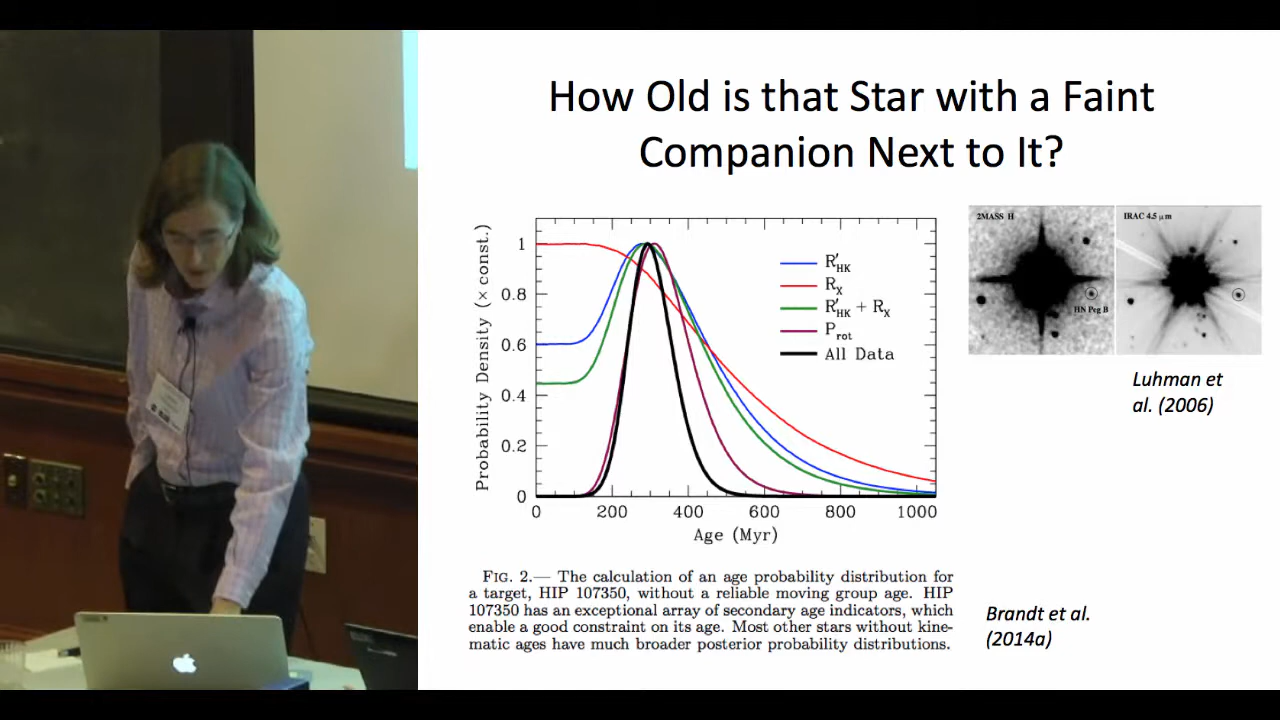 How Old is that Star with a Faint
Companion Next to It?
Probability Density (× const.)
1
0.8
0.6
0.4
0.2
0
0 200 400 600 800 1000
Age (Myr)
R′HK
RX
R′HK + RX
Prot
All Data
2MASS H
HN Peg B
IRAC 4.5 μm
Luhman et
al. (2006)
FIG. 2.— The calculation of an age probability distribution for
a target, HIP 107350, without a reliable moving group age. HIP
107350 has an exceptional array of secondary age indicators, which
enable a good constraint on its age. Most other stars without kine-
matic ages have much broader posterior probability distributions.
Brandt et al.
(2014a)